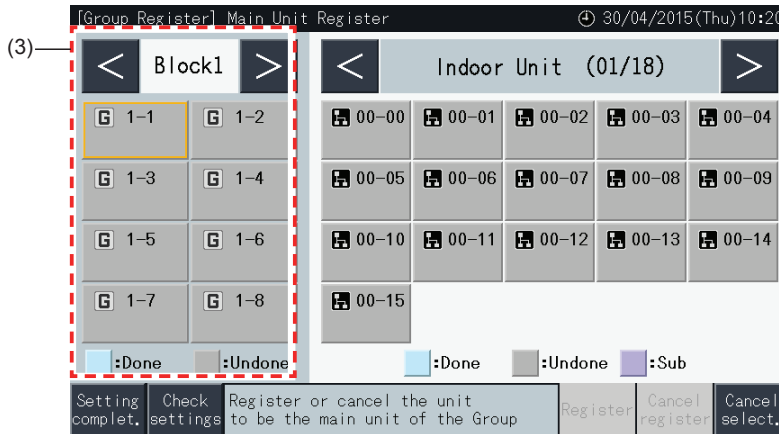 [Group Register] Main Unit Register 30/04/2015(Thu)10:20
(3)
< Block1 > < Indoor Unit (01/18) >
G 1-1 G 1-2 00-00 00-01 00-02 00-03 00-04
G 1-3 G 1-4 00-05 00-06 00-07 00-08 00-09
G 1-5 G 1-6 00-10 00-11 00-12 00-13 00-14
G 1-7 G 1-8 00-15
:Done :Undone :Done :Undone :Sub
Setting complet. Check settings Register or cancel the unit
to be the main unit of the Group Register Cancel register Cancel select.